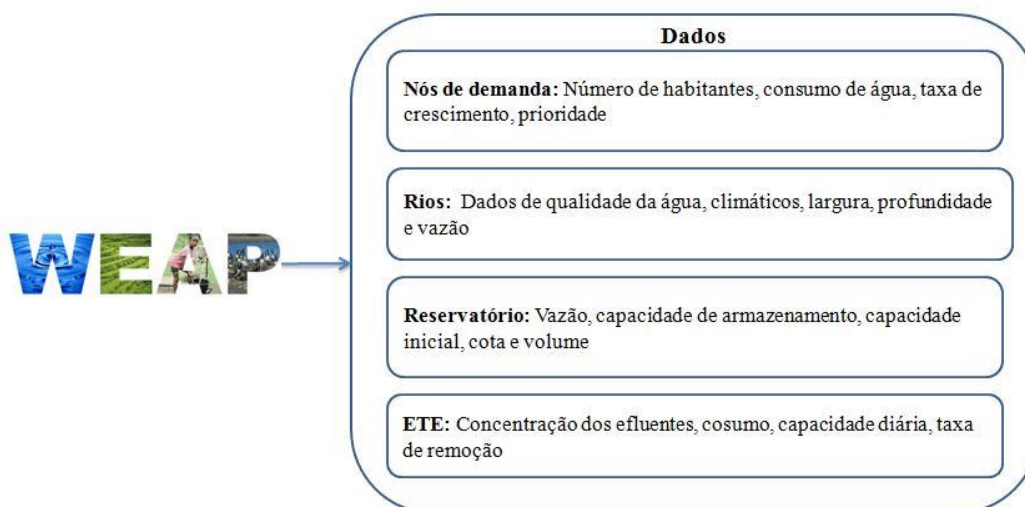 Dados
Nós de demanda: Número de habitantes, consumo de água, taxa de
crescimento, prioridade
Rios: Dados de qualidade da água, climáticos, largura, profundidade
e vazão
WEAP
Reservatório: Vazão, capacidade de armazenamento, capacidade
inicial, cota e volume
ETE: Concentração dos efluentes, cosumo, capacidade diária, taxa
de remoção